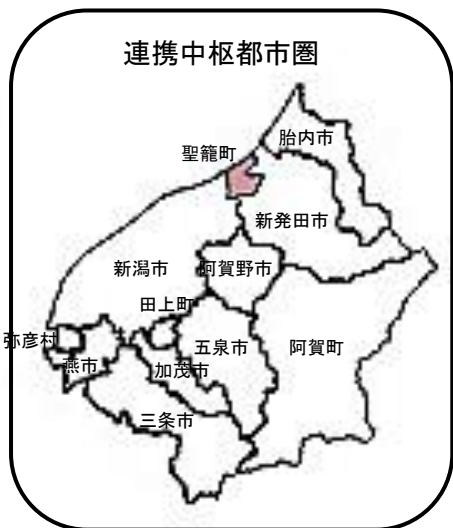 連携中枢都市圏
胎内市
聖籠町
新発田市
新潟市
阿賀野市
田上町
弥彦村
五泉市
阿賀町
燕市
加茂市
三条市